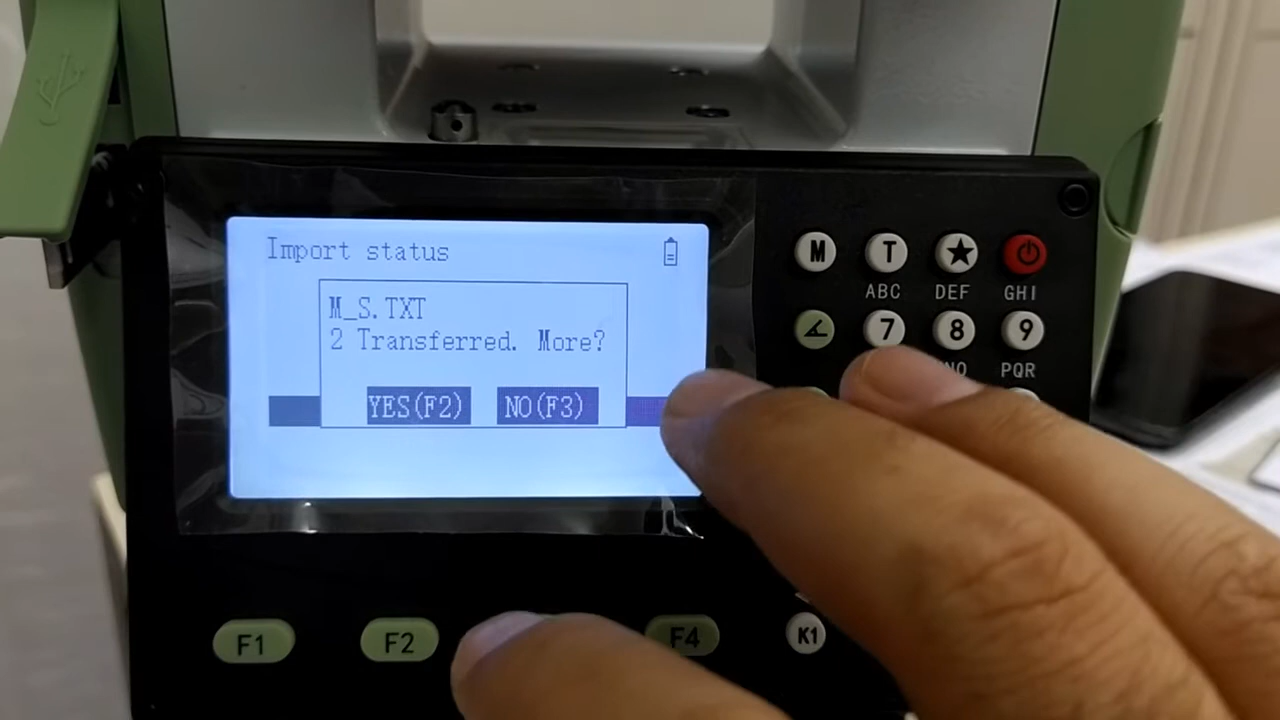 Import status
M_S.TXT
2 Transferred. More?
YES(F2) NO(F3)
M T ★
ABC DEF GHI
7 8 9
PQR
F1 F2 F4 K1